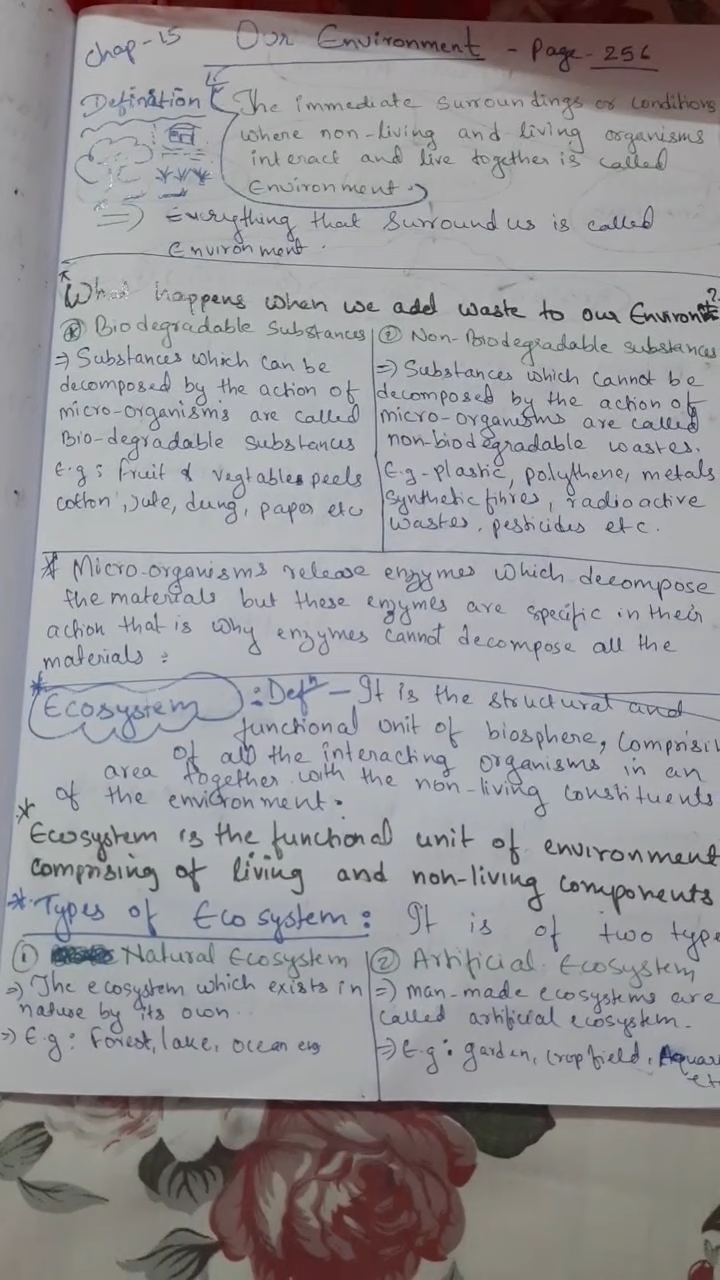 Chap-15 Our Environment - Page-256
Definition The immediate surroundings or conditions
where non-living and living organisms
interact and live together is called
Environment.
=) Everything that surround us is called
Environment.
What happens when we add waste to our Environ ?
① Biodegradable Substances
=) Substances which can be
decomposed by the action of
micro-organisms are called
Bio-degradable substances
E.g: fruit & vegtables peels
cotton, jute, dung, paper etc
② Non-Biodegradable substances
=) Substances which cannot be
decomposed by the action of
micro-organisms are called
non-biodegradable wastes.
E.g-plastic, polythene, metals
Synthetic fibres, radioactive
wastes, pesticides etc.
* Micro-organisms release enzymes which decompose
the materials but these enzymes are specific in their
action that is why enzymes cannot decompose all the
materials:
* Ecosystem :Defⁿ - It is the structural and
functional unit of biosphere, comprisi
of all the interacting organisms in an
area together with the non-living constituents
of the environment.
* Ecosystem is the functional unit of environment
comprising of living and non-living components
* Types of Eco system: It is of two type
① Natural Ecosystem
=) The ecosystem which exists in
nature by its own.
=) E.g: Forest, lake, ocean
② Artificial Ecosystem
=) man-made ecosystems are
called artificial ecosystem.
=) E.g: garden, crop field, Aquar
etc